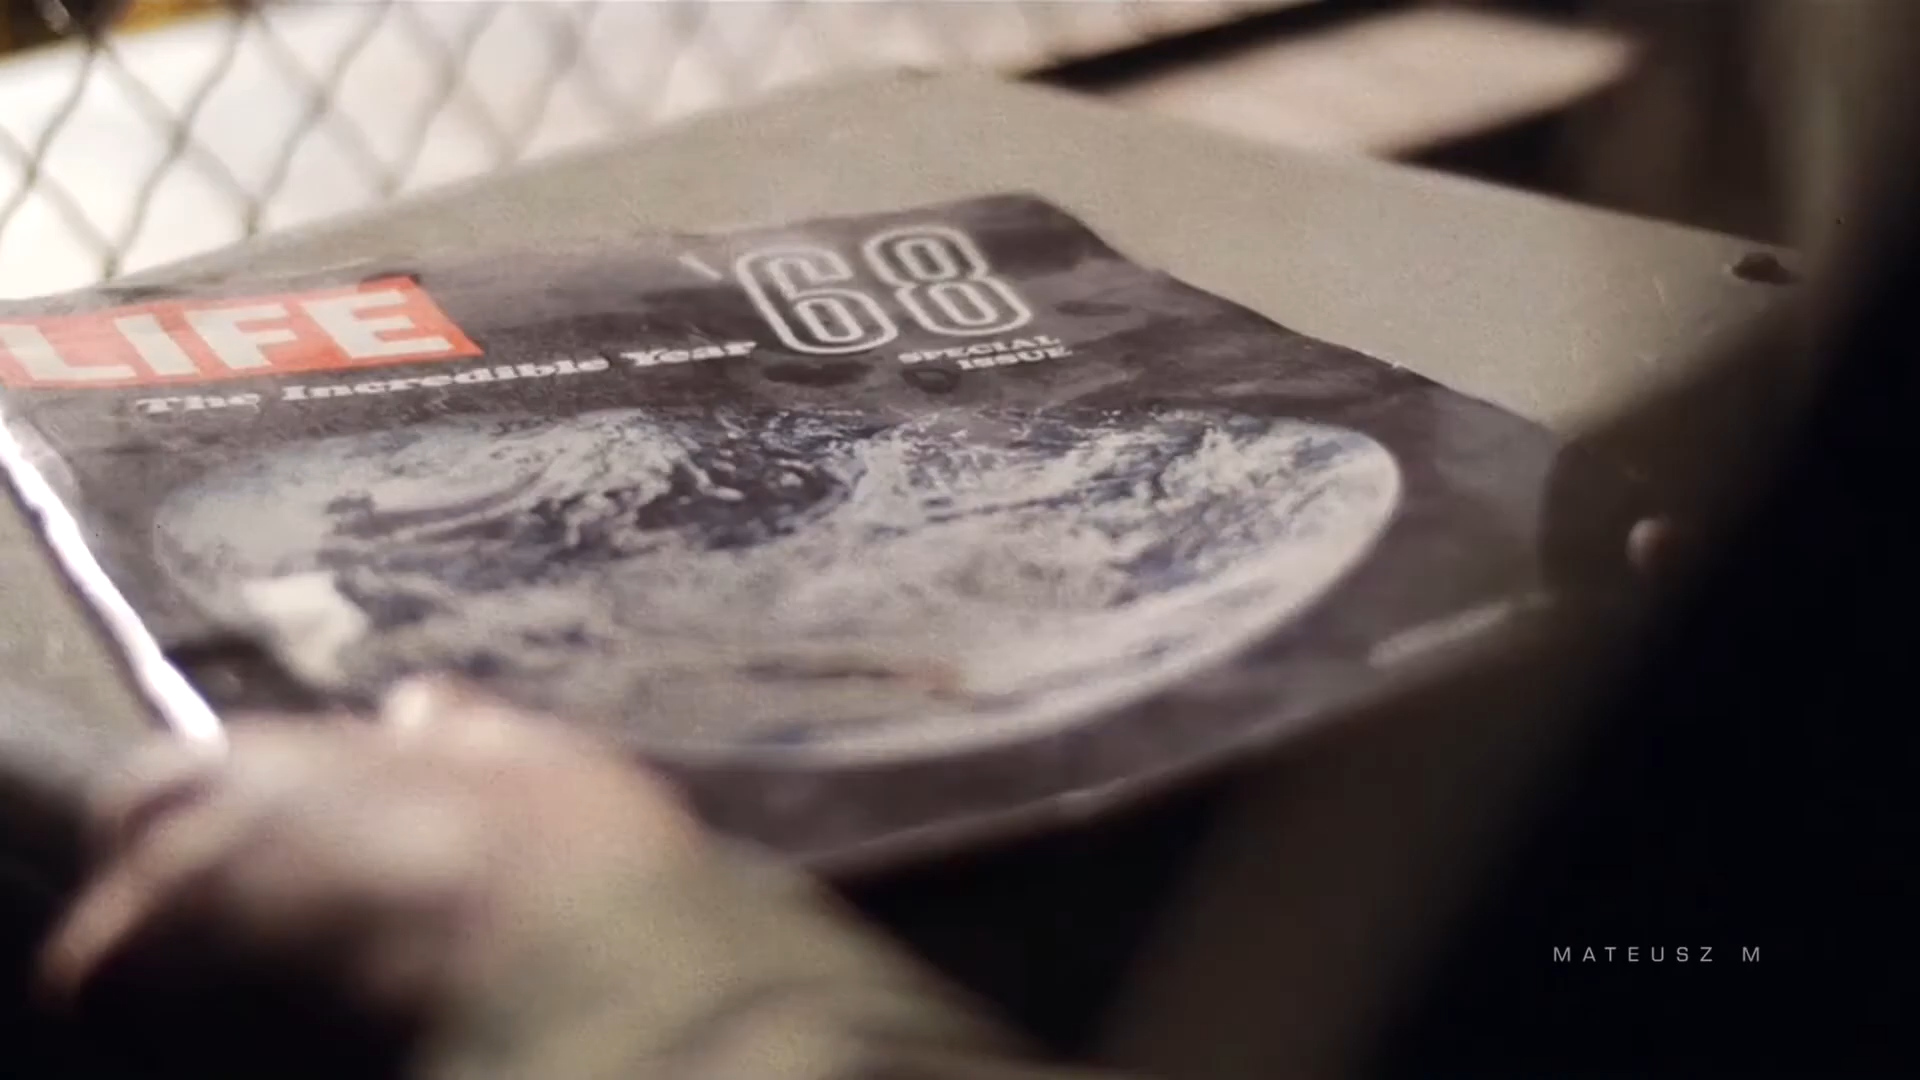 LIFE
The Incredible Year
'68
SPECIAL
ISSUE
MATEUSZ M